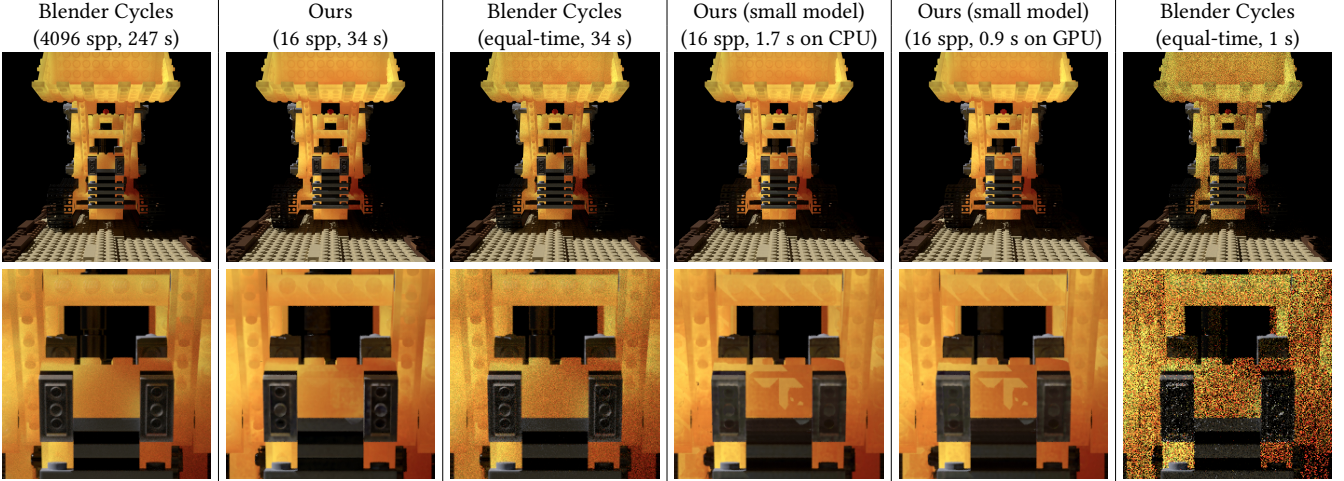 Blender Cycles
(4096 spp, 247 s)
Ours
(16 spp, 34 s)
Blender Cycles
(equal-time, 34 s)
Ours (small model)
(16 spp, 1.7 s on CPU)
Ours (small model)
(16 spp, 0.9 s on GPU)
Blender Cycles
(equal-time, 1 s)